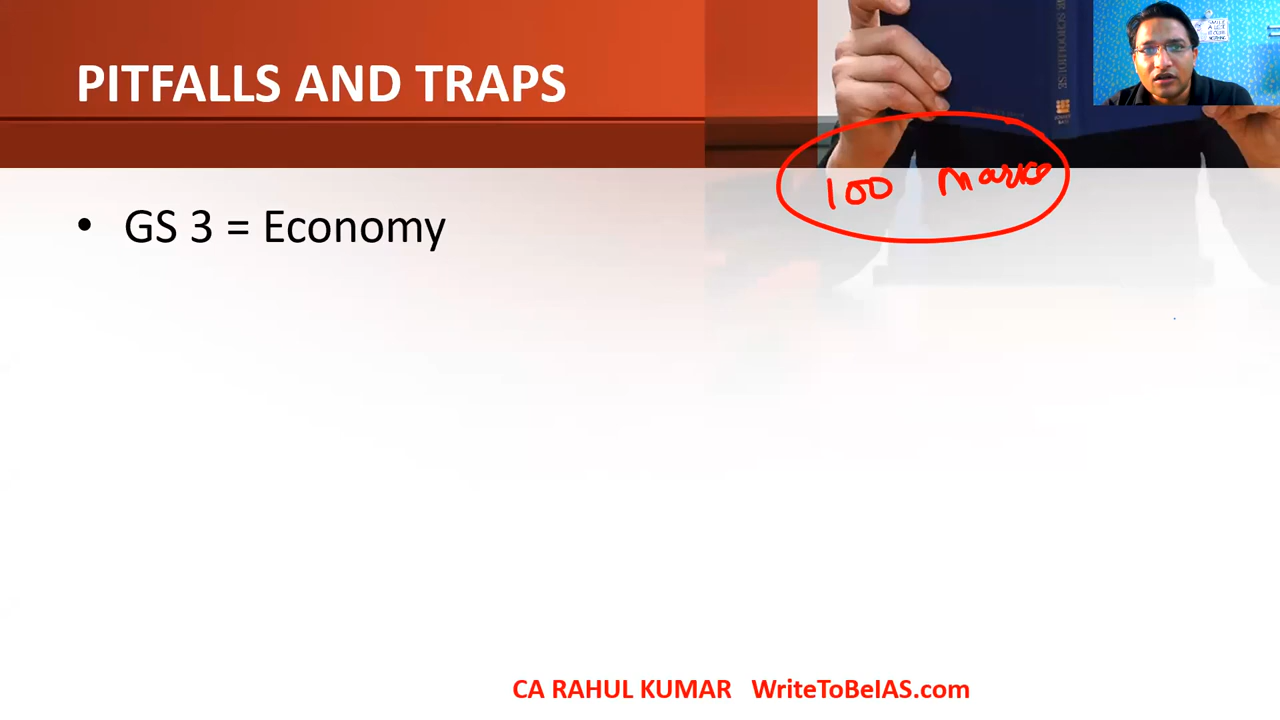 PITFALLS AND TRAPS
100 Marks
• GS 3 = Economy
CA RAHUL KUMAR WriteToBeIAS.com